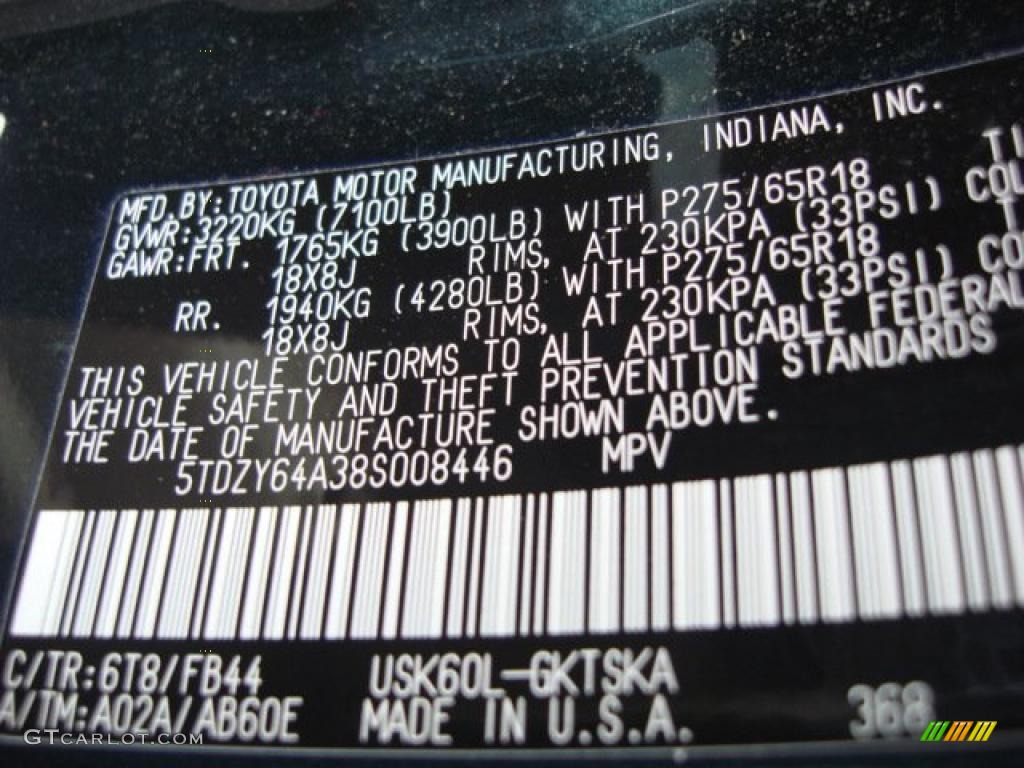 MFD.BY:TOYOTA MOTOR MANUFACTURING, INDIANA, INC.
GVWR:3220KG (7100LB)
GAWR:FRT. 1765KG (3900LB) WITH P275/65R18
18X8J RIMS, AT 230KPA (33PSI)
RR. 1940KG (4280LB) WITH P275/65R18
18X8J RIMS, AT 230KPA (33PSI)
THIS VEHICLE CONFORMS TO ALL APPLICABLE FEDERAL
VEHICLE SAFETY AND THEFT PREVENTION STANDARDS
THE DATE OF MANUFACTURE SHOWN ABOVE.
5TDZY64A38S008446 MPV
C/TR:6T8/FB44 USK60L-GKTSKA
A/TM:A02A/AB60E MADE IN U.S.A. 368
GTCARLOT.COM